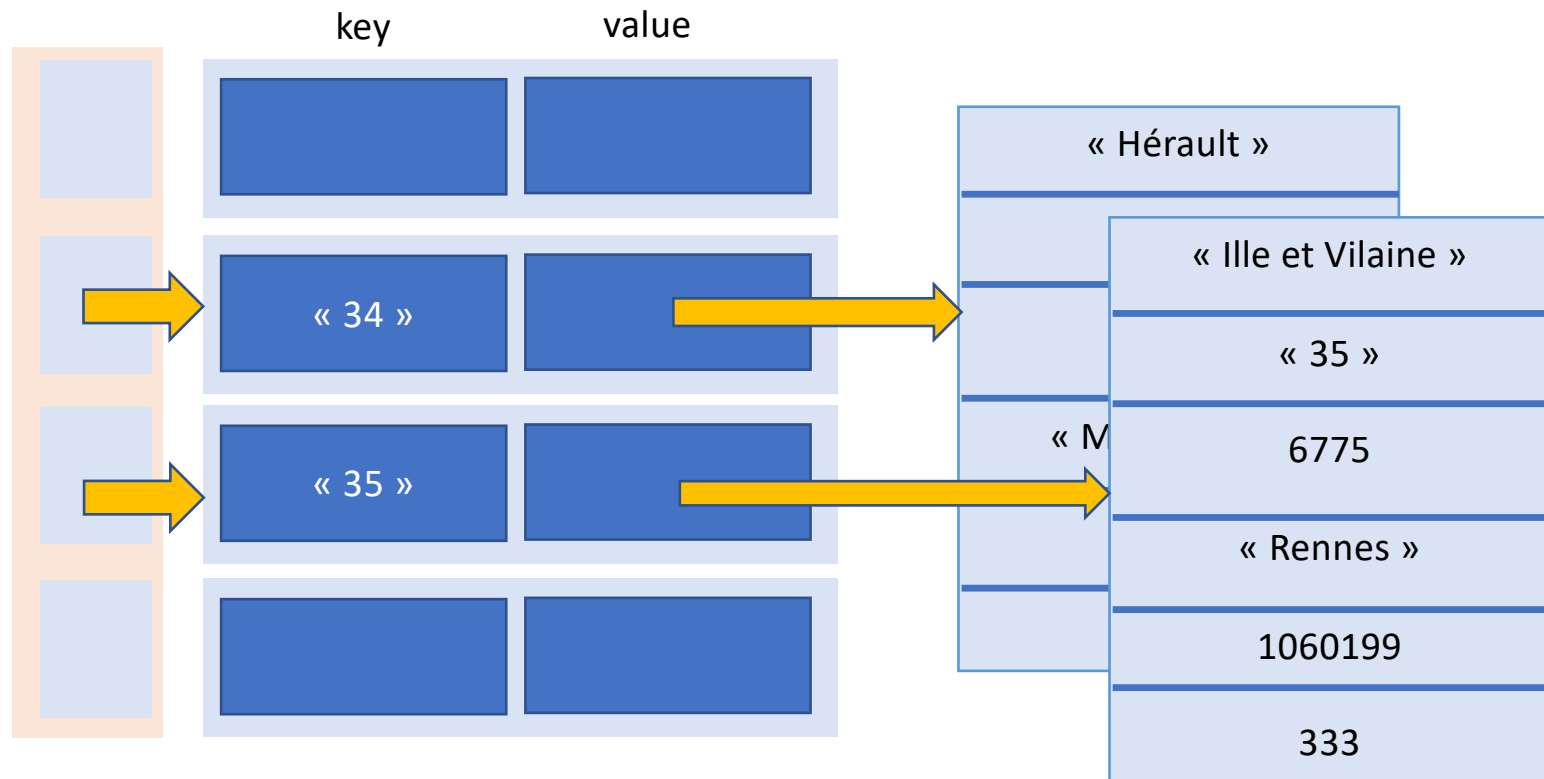 key value
« Hérault »
« Ille et Vilaine »
« 34 »
« 35 »
« 35 »
« M
6775
« Rennes »
1060199
333